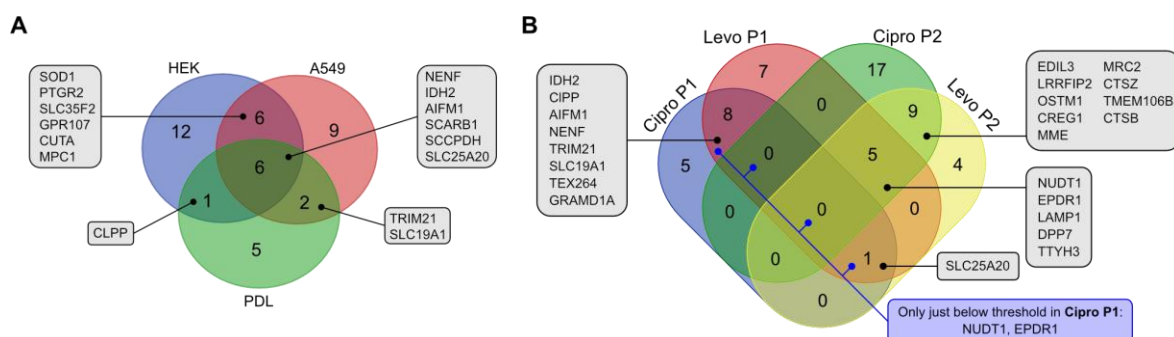 A
HEK
A549
SOD1
PTGR2
SLC35F2
GPR107
CUTA
MPC1
NENF
IDH2
AIFM1
SCARB1
SCCPDH
SLC25A20
12
6
9
6
1
2
CLPP
TRIM21
SLC19A1
5
PDL
B
Levo P1
Cipro P2
Cipro P1
Levo P2
IDH2
ClPP
AIFM1
NENF
TRIM21
SLC19A1
TEX264
GRAMD1A
EDIL3 MRC2
LRRFIP2 CTSZ
OSTM1 TMEM106B
CREG1 CTSB
MME
7
17
8
0
9
5
0
5
4
0
0
0
0
1
0
NUDT1
EPDR1
LAMP1
DPP7
TTYH3
SLC25A20
Only just below threshold in Cipro P1:
NUDT1, EPDR1